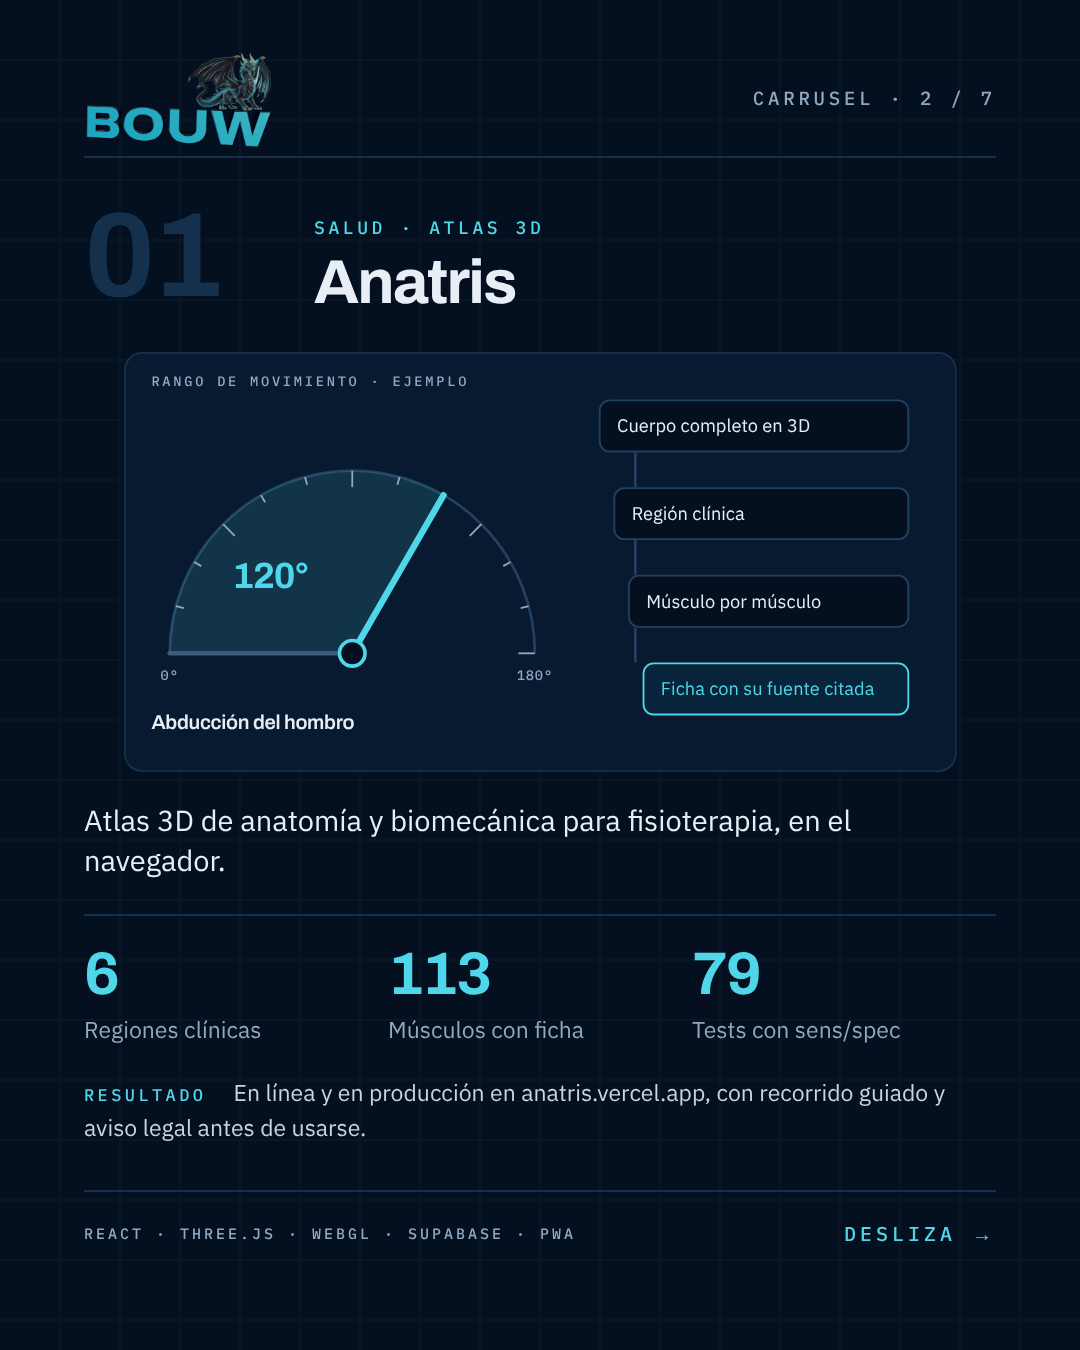 BOUW
CARRUSEL · 2 / 7
01
SALUD · ATLAS 3D
Anatris
RANGO DE MOVIMIENTO · EJEMPLO
120°
0°
180°
Abducción del hombro
Cuerpo completo en 3D
Región clínica
Músculo por músculo
Ficha con su fuente citada
Atlas 3D de anatomía y biomecánica para fisioterapia, en el
navegador.
6
Regiones clínicas
113
Músculos con ficha
79
Tests con sens/spec
RESULTADO En línea y en producción en anatris.vercel.app, con recorrido guiado y
aviso legal antes de usarse.
REACT · THREE.JS · WEBGL · SUPABASE · PWA
DESLIZA →